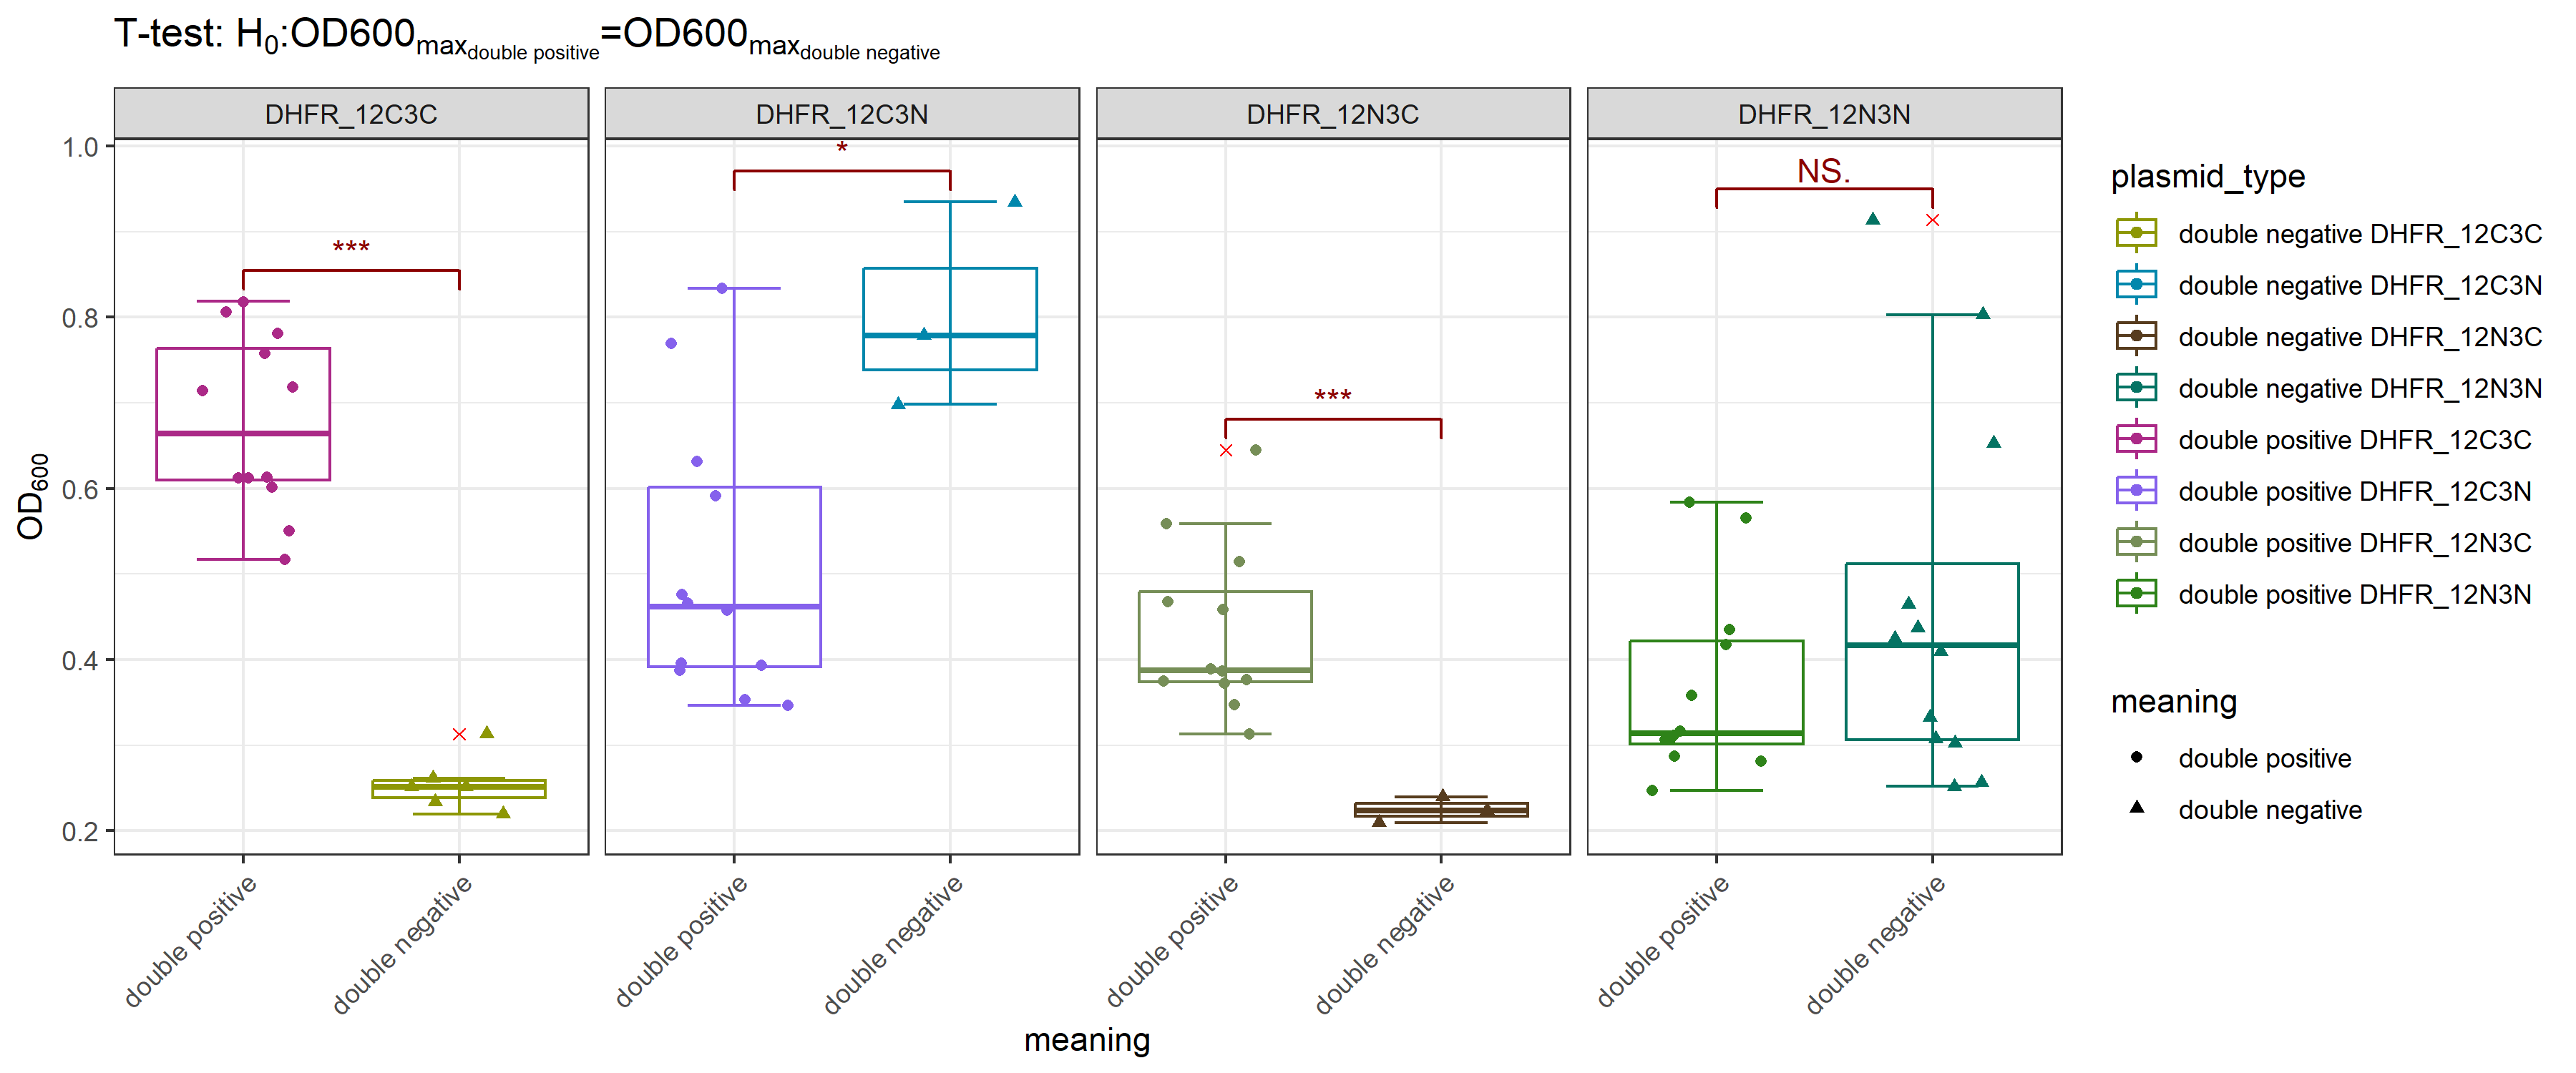 T-test: H0:OD600maxdouble positive=OD600maxdouble negative
DHFR_12C3C
DHFR_12C3N
DHFR_12N3C
DHFR_12N3N
1.0
0.8
0.6
0.4
0.2
OD600
***
*
***
NS.
double positive
double negative
double positive
double negative
double positive
double negative
double positive
double negative
meaning
plasmid_type
double negative DHFR_12C3C
double negative DHFR_12C3N
double negative DHFR_12N3C
double negative DHFR_12N3N
double positive DHFR_12C3C
double positive DHFR_12C3N
double positive DHFR_12N3C
double positive DHFR_12N3N
meaning
double positive
double negative